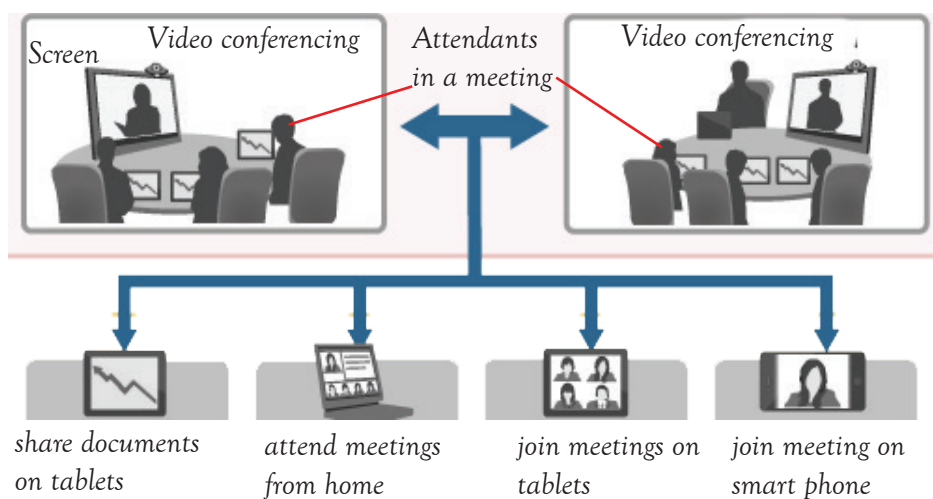 Screen
Video conferencing
Attendants
in a meeting
Video conferencing
share documents
on tablets
attend meetings
from home
join meetings on
tablets
join meeting on
smart phone